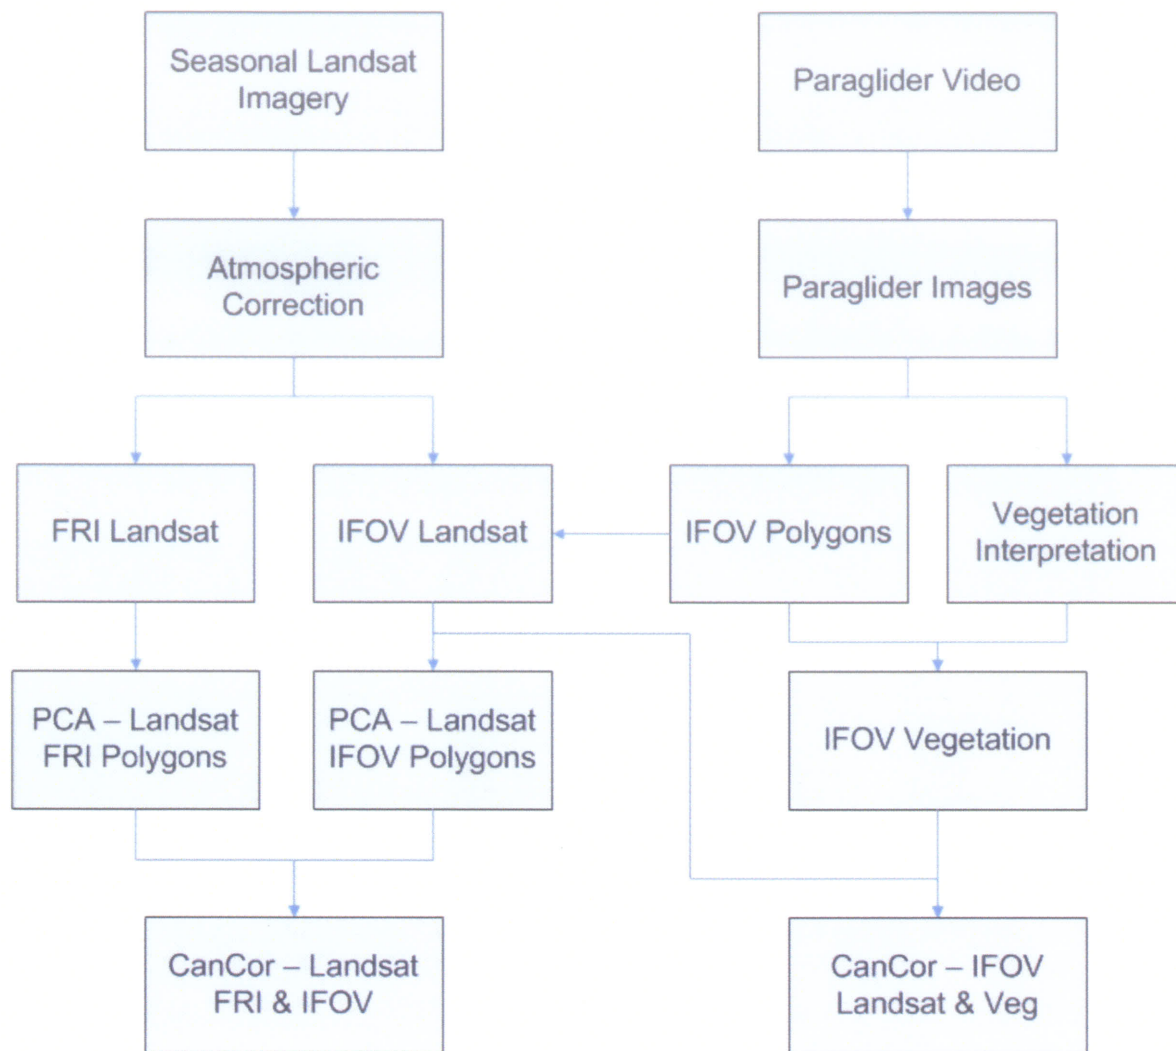 Seasonal Landsat
Imagery
Paraglider Video
Atmospheric
Correction
Paraglider Images
FRI Landsat
IFOV Landsat
IFOV Polygons
Vegetation
Interpretation
PCA – Landsat
FRI Polygons
PCA – Landsat
IFOV Polygons
IFOV Vegetation
CanCor – Landsat
FRI & IFOV
CanCor – IFOV
Landsat & Veg